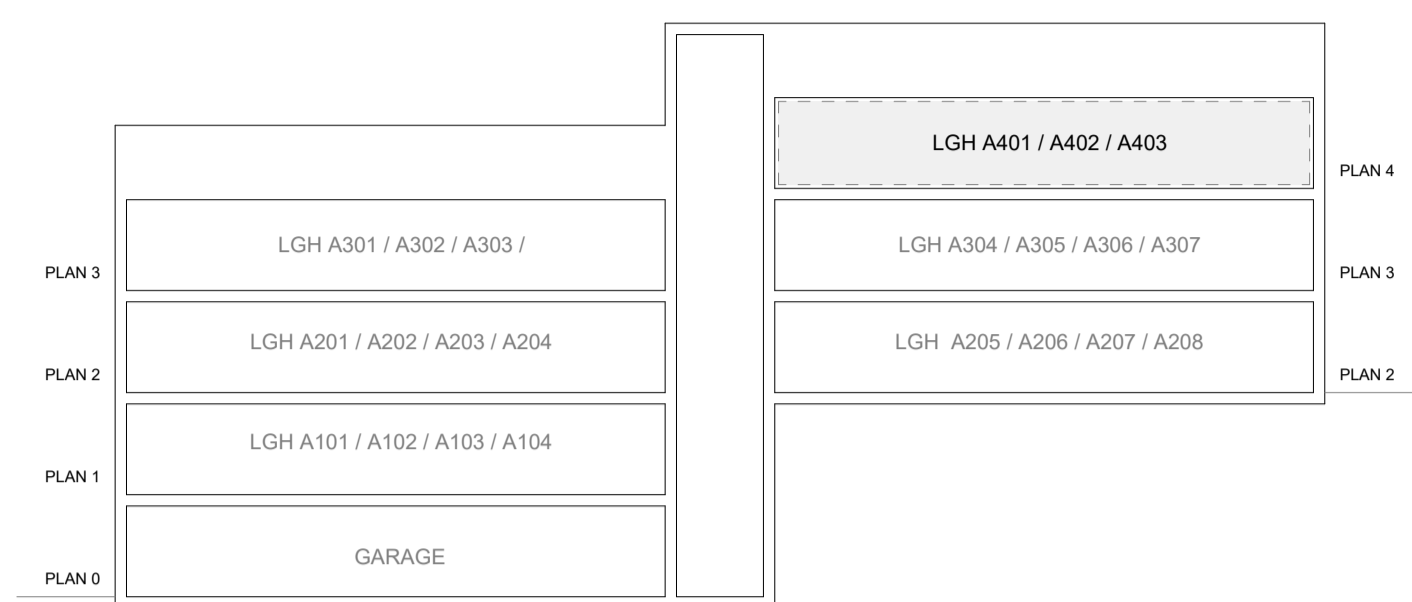 LGH A401 / A402 / A403
PLAN 4
LGH A301 / A302 / A303 /
LGH A304 / A305 / A306 / A307
PLAN 3
PLAN 3
LGH A201 / A202 / A203 / A204
LGH A205 / A206 / A207 / A208
PLAN 2
PLAN 2
LGH A101 / A102 / A103 / A104
PLAN 1
GARAGE
PLAN 0